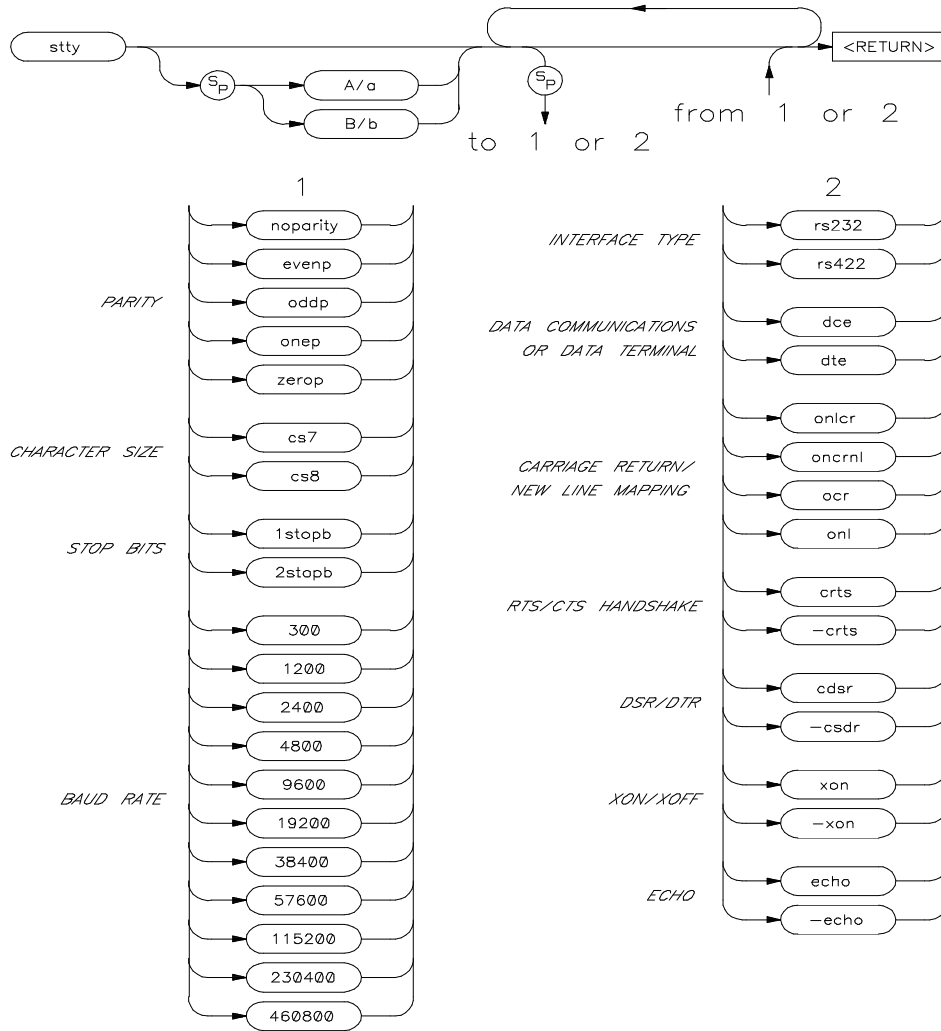 stty
<RETURN>
SP
A/a
SP
B/b
from 1 or 2
to 1 or 2
1
noparity
evenp
PARITY
oddp
onep
zerop
CHARACTER SIZE
cs7
cs8
STOP BITS
1stopb
2stopb
300
1200
2400
4800
BAUD RATE
9600
19200
38400
57600
115200
230400
460800
2
INTERFACE TYPE
rs232
rs422
DATA COMMUNICATIONS
OR DATA TERMINAL
dce
dte
CARRIAGE RETURN/
NEW LINE MAPPING
onlcr
oncrnl
ocr
onl
RTS/CTS HANDSHAKE
crts
-crts
DSR/DTR
cdsr
-csdr
XON/XOFF
xon
-xon
ECHO
echo
-echo